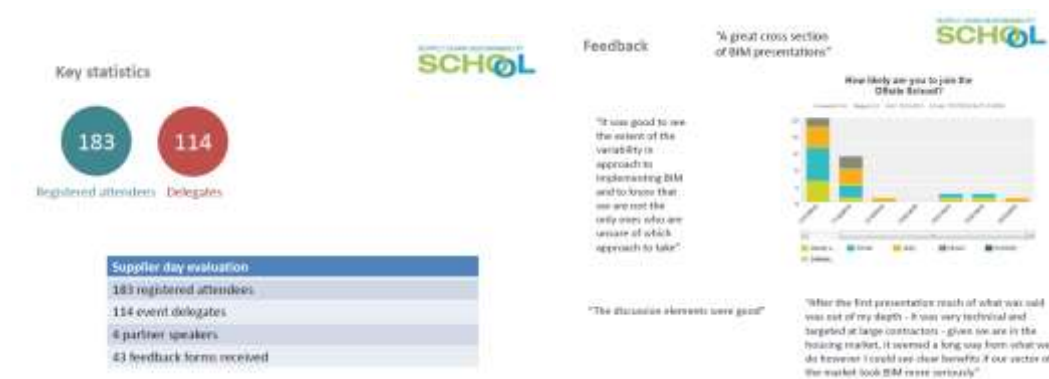 SCHOOL
Key statistics
183
114
Registered attendees
Delegates
Supplier day evaluation
183 registered attendees
114 event delegates
4 partner speakers
43 feedback forms received
SCHOOL
Feedback
"A great cross section
of BIM presentations"
How likely are you to join the
Offsite School?
"It was good to see
the extent of the
variability in
approach to
implementing BIM
and to know that
we are not the
only ones who are
unsure of which
approach to take"
"The discussion elements were good"
"After the first presentation much of what was said
was out of my depth - it was very technical and
targeted at large contractors - given we are in the
housing market, it seemed a long way from what we
do however I could see clear benefits if our sector of
the market took BIM more seriously"